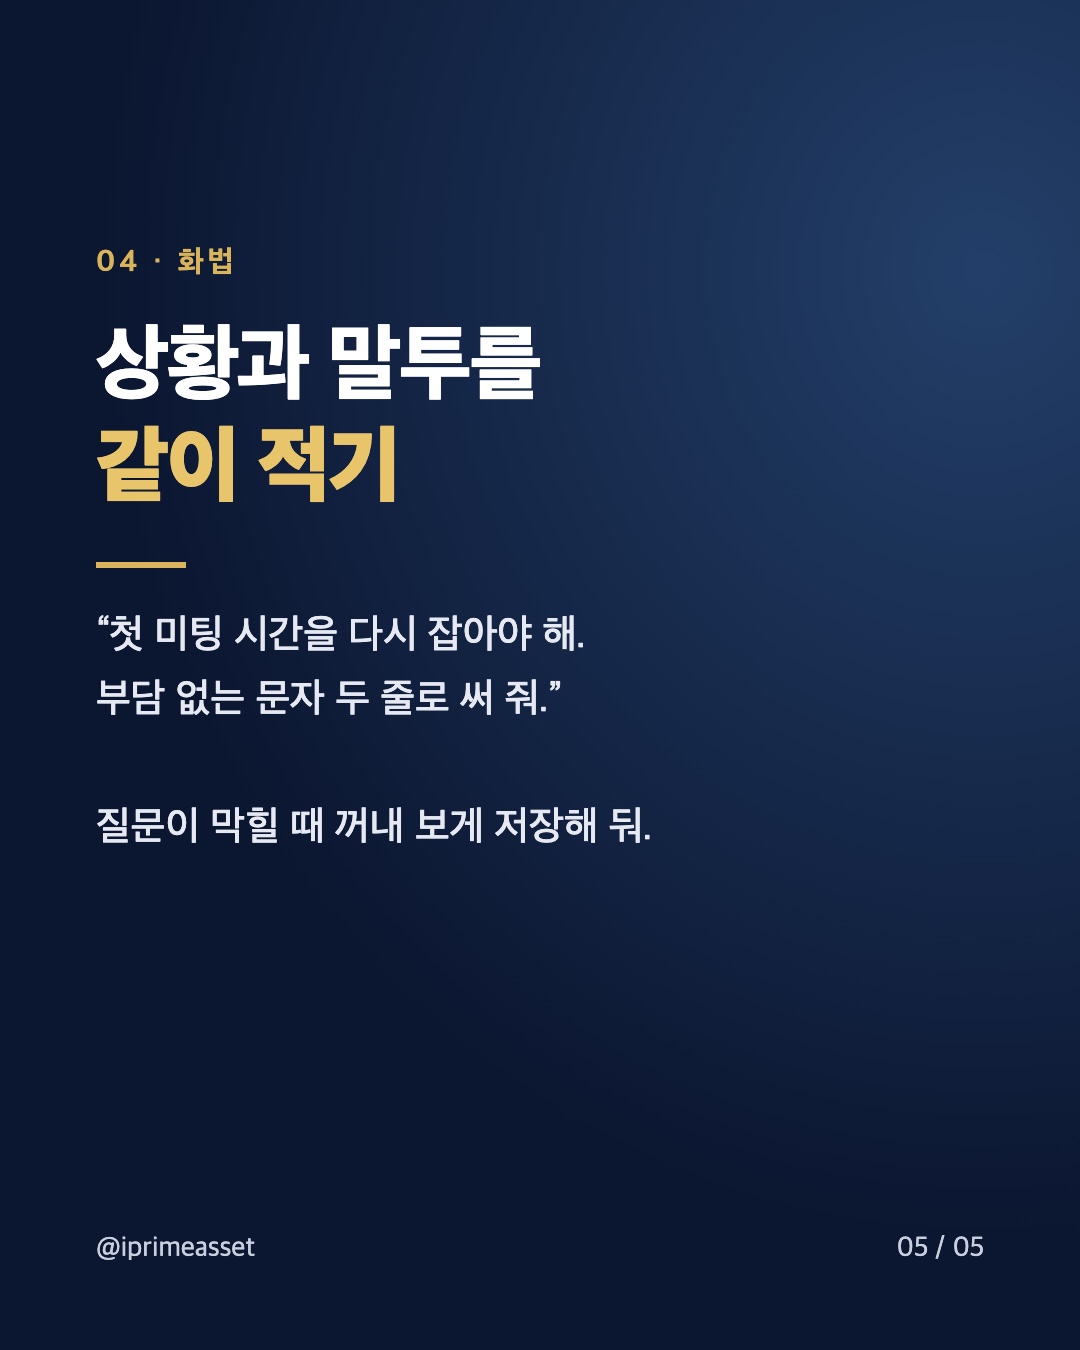 04 · 화법
상황과 말투를
같이 적기
“첫 미팅 시간을 다시 잡아야 해.
부담 없는 문자 두 줄로 써 줘.”
질문이 막힐 때 꺼내 보게 저장해 둬.
@iprimeasset
05 / 05